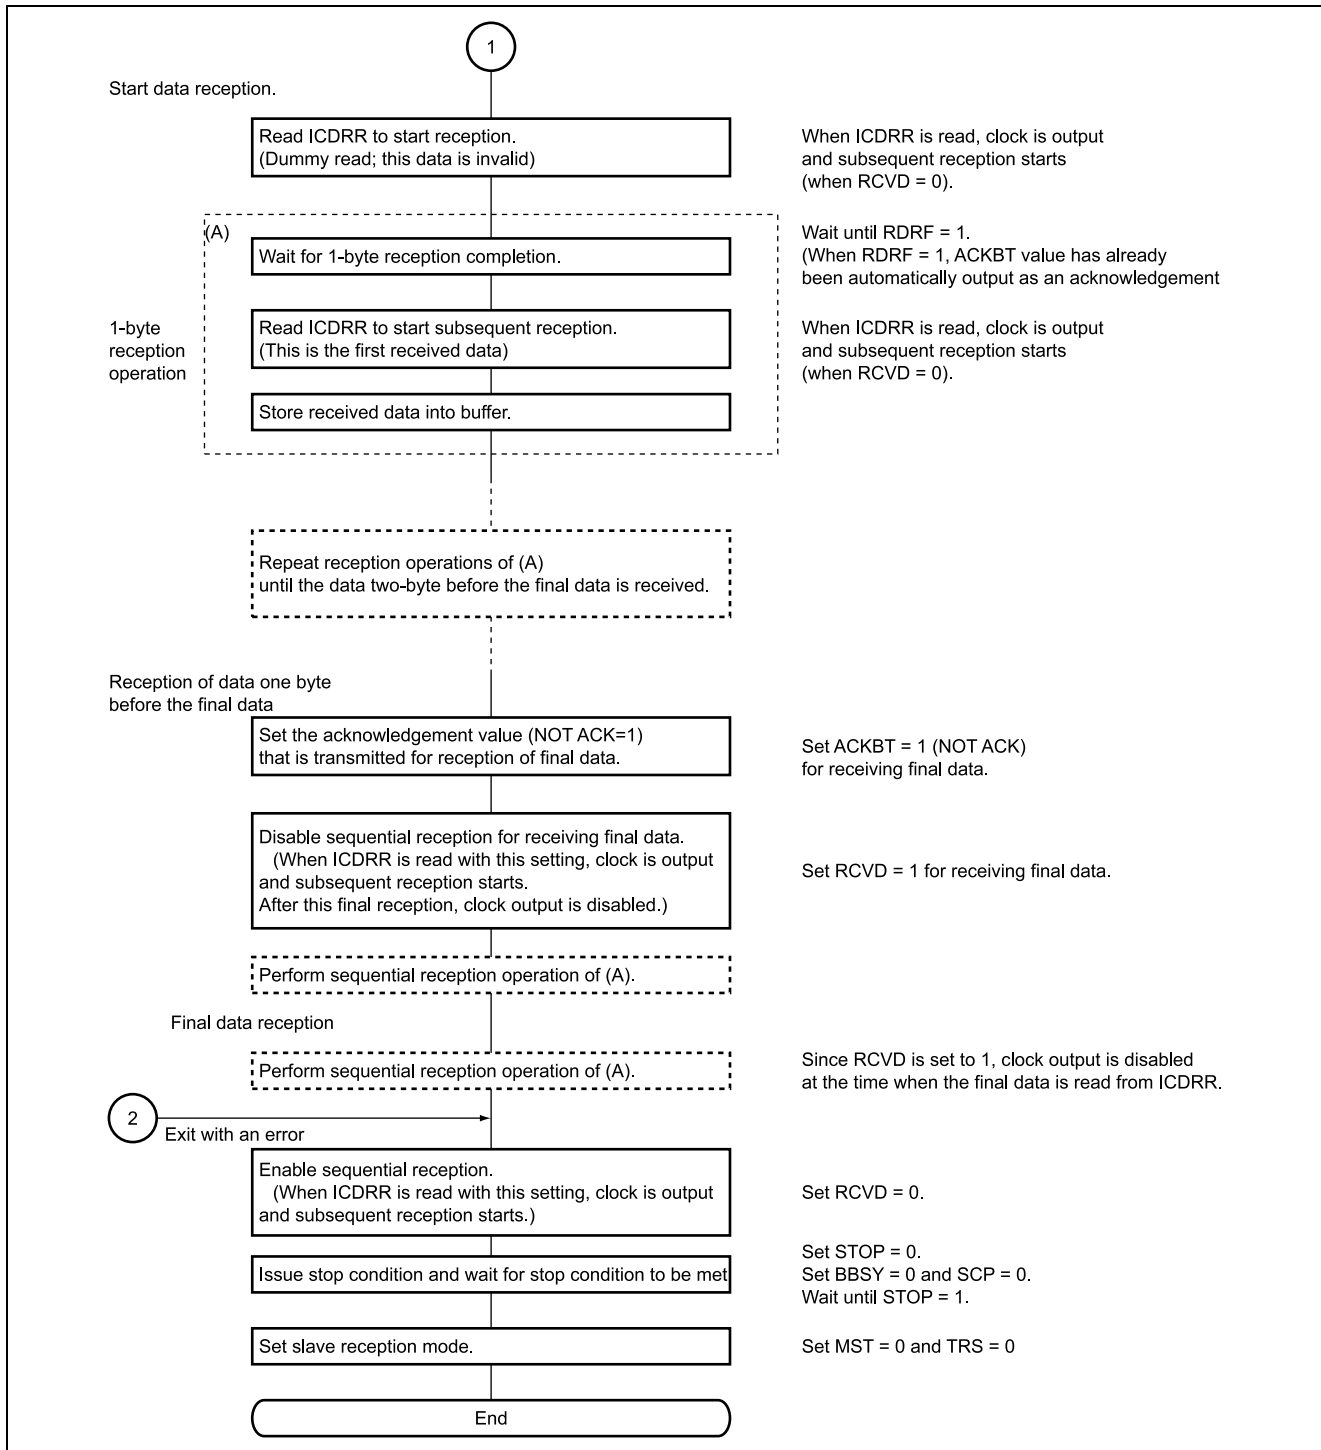 1
Start data reception.
Read ICDRR to start reception.
(Dummy read; this data is invalid)
When ICDRR is read, clock is output
and subsequent reception starts
(when RCVD = 0).
(A)
Wait for 1-byte reception completion.
Wait until RDRF = 1.
(When RDRF = 1, ACKBT value has already
been automatically output as an acknowledgement
1-byte
reception
operation
Read ICDRR to start subsequent reception.
(This is the first received data)
When ICDRR is read, clock is output
and subsequent reception starts
(when RCVD = 0).
Store received data into buffer.
Repeat reception operations of (A)
until the data two-byte before the final data is received.
Reception of data one byte
before the final data
Set the acknowledgement value (NOT ACK=1)
that is transmitted for reception of final data.
Set ACKBT = 1 (NOT ACK)
for receiving final data.
Disable sequential reception for receiving final data.
(When ICDRR is read with this setting, clock is output
and subsequent reception starts.
After this final reception, clock output is disabled.)
Set RCVD = 1 for receiving final data.
Perform sequential reception operation of (A).
Final data reception
Perform sequential reception operation of (A).
Since RCVD is set to 1, clock output is disabled
at the time when the final data is read from ICDRR.
2
Exit with an error
Enable sequential reception.
(When ICDRR is read with this setting, clock is output
and subsequent reception starts.)
Set RCVD = 0.
Issue stop condition and wait for stop condition to be met
Set STOP = 0.
Set BBSY = 0 and SCP = 0.
Wait until STOP = 1.
Set slave reception mode.
Set MST = 0 and TRS = 0
End